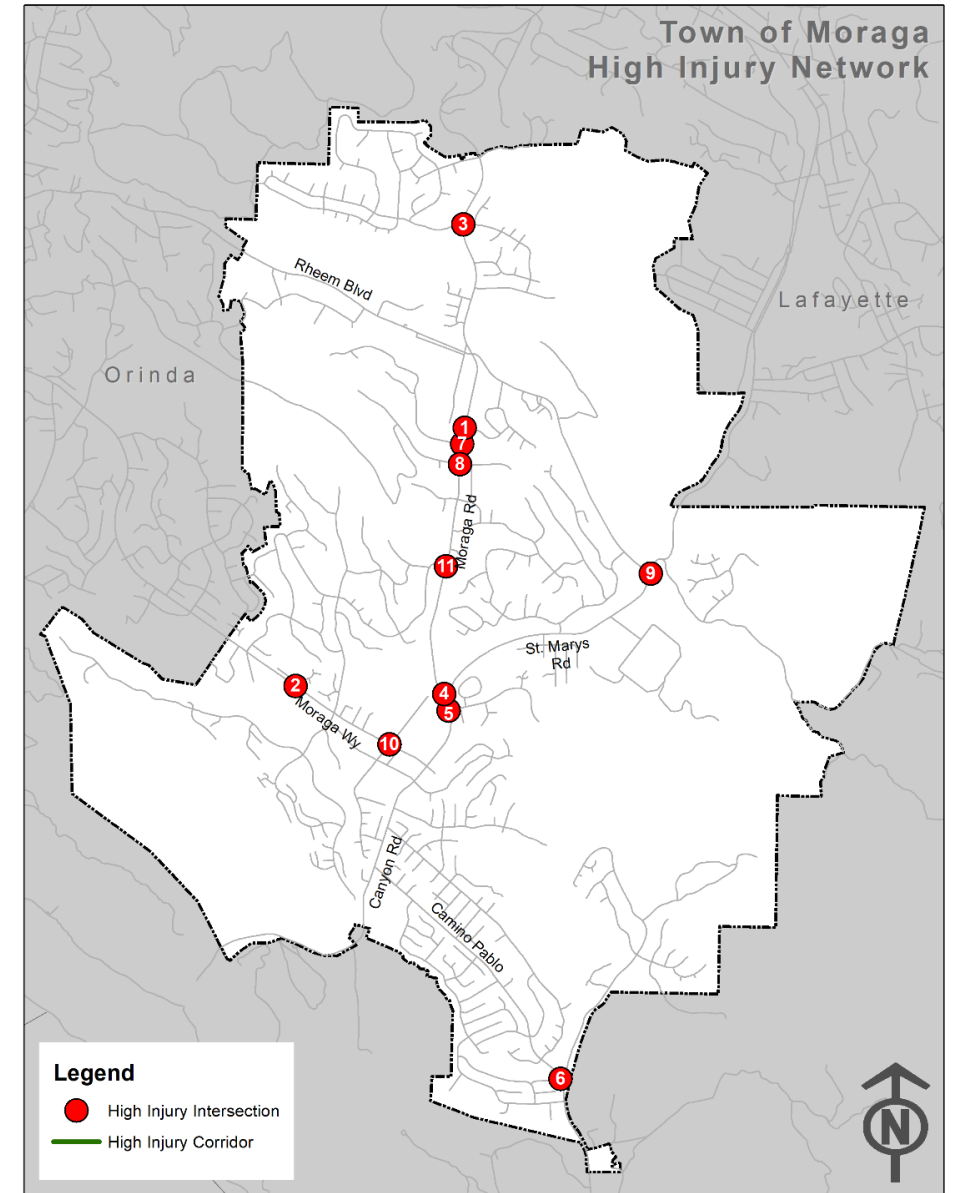 Town of Moraga
High Injury Network
3
Rheem Blvd
Lafayette
Orinda
1
7
8
Moraga Rd
11
9
St. Marys
Rd
2
4
5
Moraga Wy
10
Canyon Rd
Camino Pablo
6
Legend
High Injury Intersection
High Injury Corridor
N